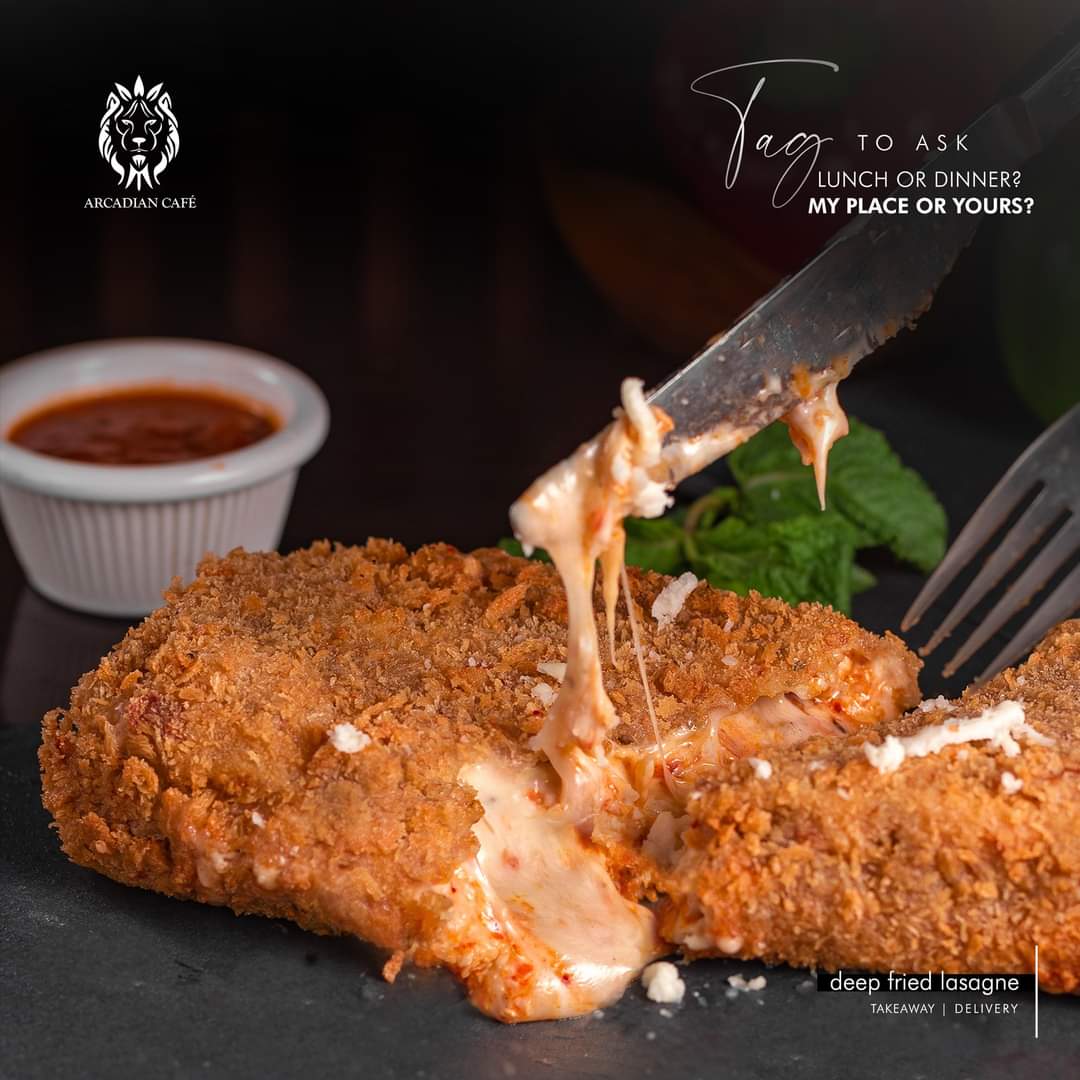 ARCADIAN CAFÉ
Tag TO ASK
LUNCH OR DINNER?
MY PLACE OR YOURS?
deep fried lasagne
TAKEAWAY | DELIVERY